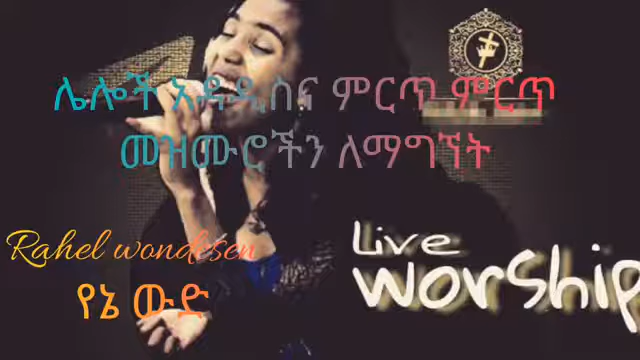 ሌሎች አዳዲስና ምርጥ ምርጥ
መዝሙሮችን ለማግኘት
Rahel wondesen
የኔ ውድ
Live
worship